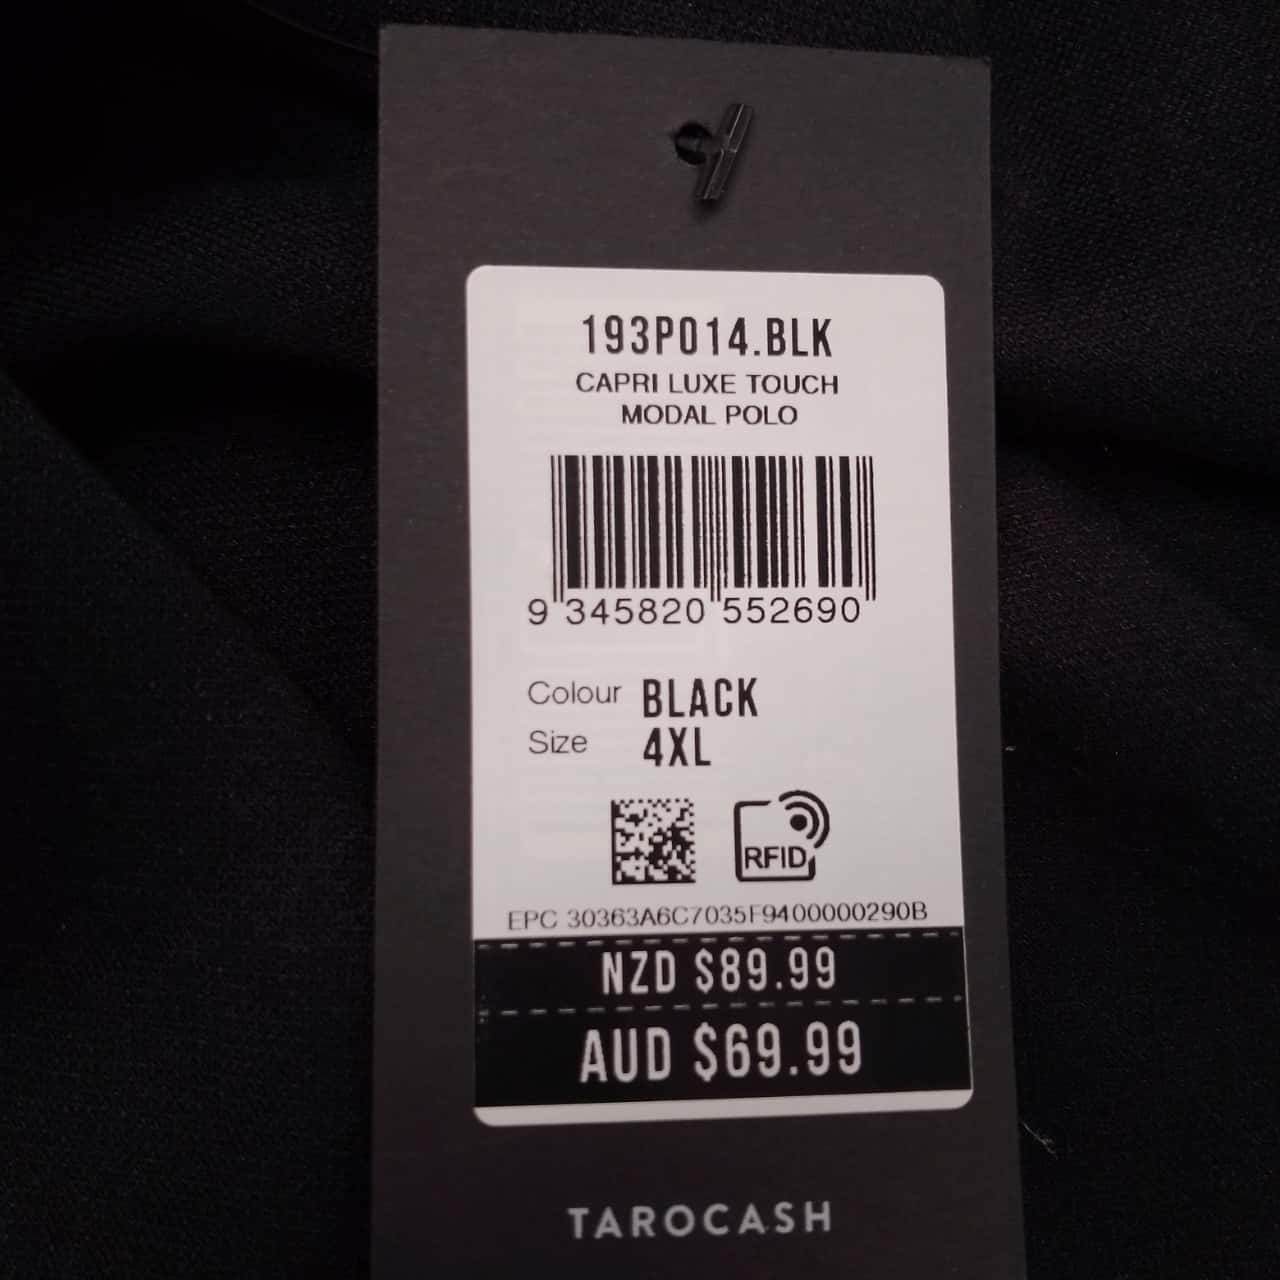 193P014.BLK
CAPRI LUXE TOUCH
MODAL POLO
9 345820 552690
Colour BLACK
Size 4XL
RFID
EPC 30363A6C7035F9400000290B
NZD $89.99
AUD $69.99
TAROCASH